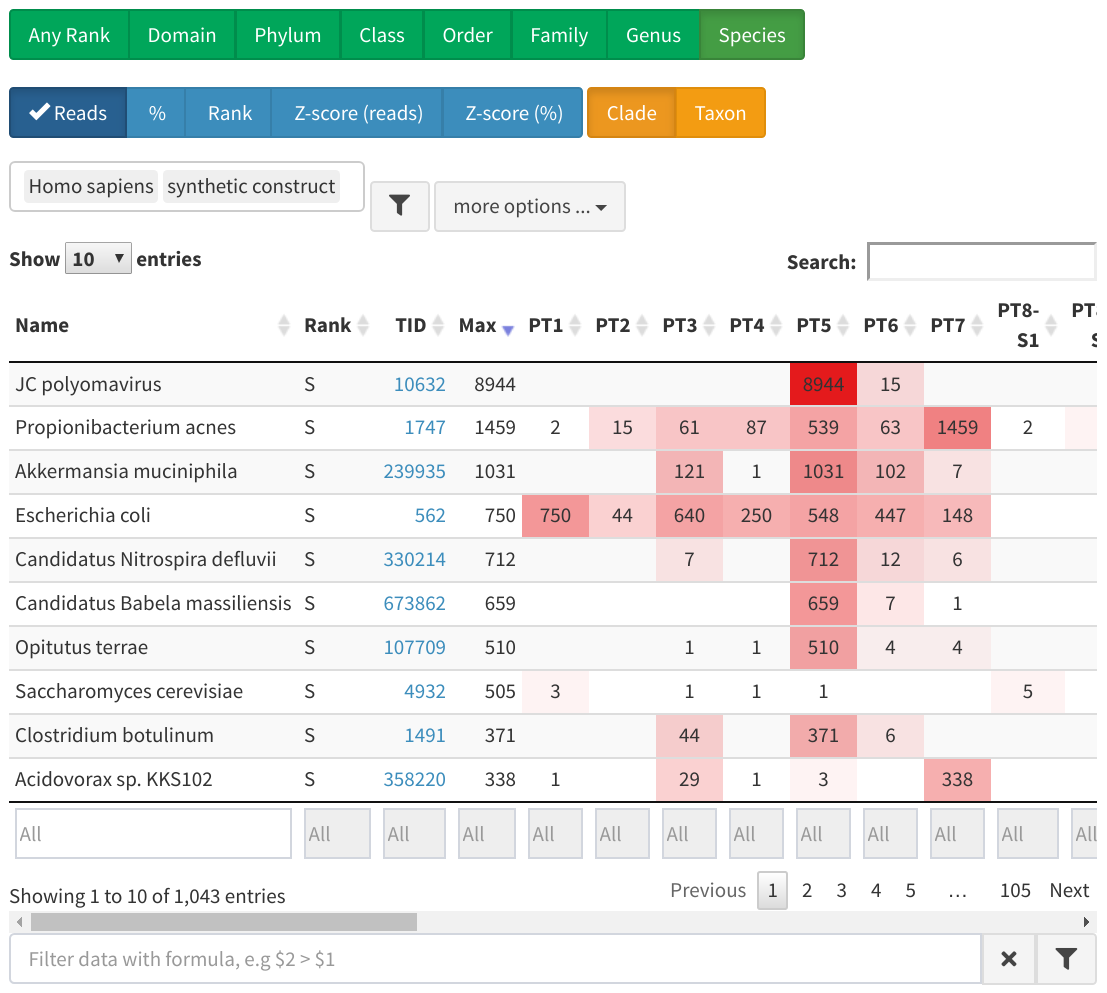 Any Rank Domain Phylum Class Order Family Genus Species
Reads % Rank Z-score (reads) Z-score (%) Clade Taxon
Homo sapiens synthetic construct
more options ...
Show 10 entries
Search:
Name Rank TID Max PT1 PT2 PT3 PT4 PT5 PT6 PT7 PT8-S1
JC polyomavirus S 10632 8944 8944 15
Propionibacterium acnes S 1747 1459 2 15 61 87 539 63 1459 2
Akkermansia muciniphila S 239935 1031 121 1 1031 102 7
Escherichia coli S 562 750 750 44 640 250 548 447 148
Candidatus Nitrospira defluvii S 330214 712 7 712 12 6
Candidatus Babela massiliensis S 673862 659 659 7 1
Opitutus terrae S 107709 510 1 1 510 4 4
Saccharomyces cerevisiae S 4932 505 3 1 1 1 5
Clostridium botulinum S 1491 371 44 371 6
Acidovorax sp. KKS102 S 358220 338 1 29 1 3 338
All All All All All All All All All All All All All
Showing 1 to 10 of 1,043 entries
Previous 1 2 3 4 5 ... 105 Next
Filter data with formula, e.g $2 > $1